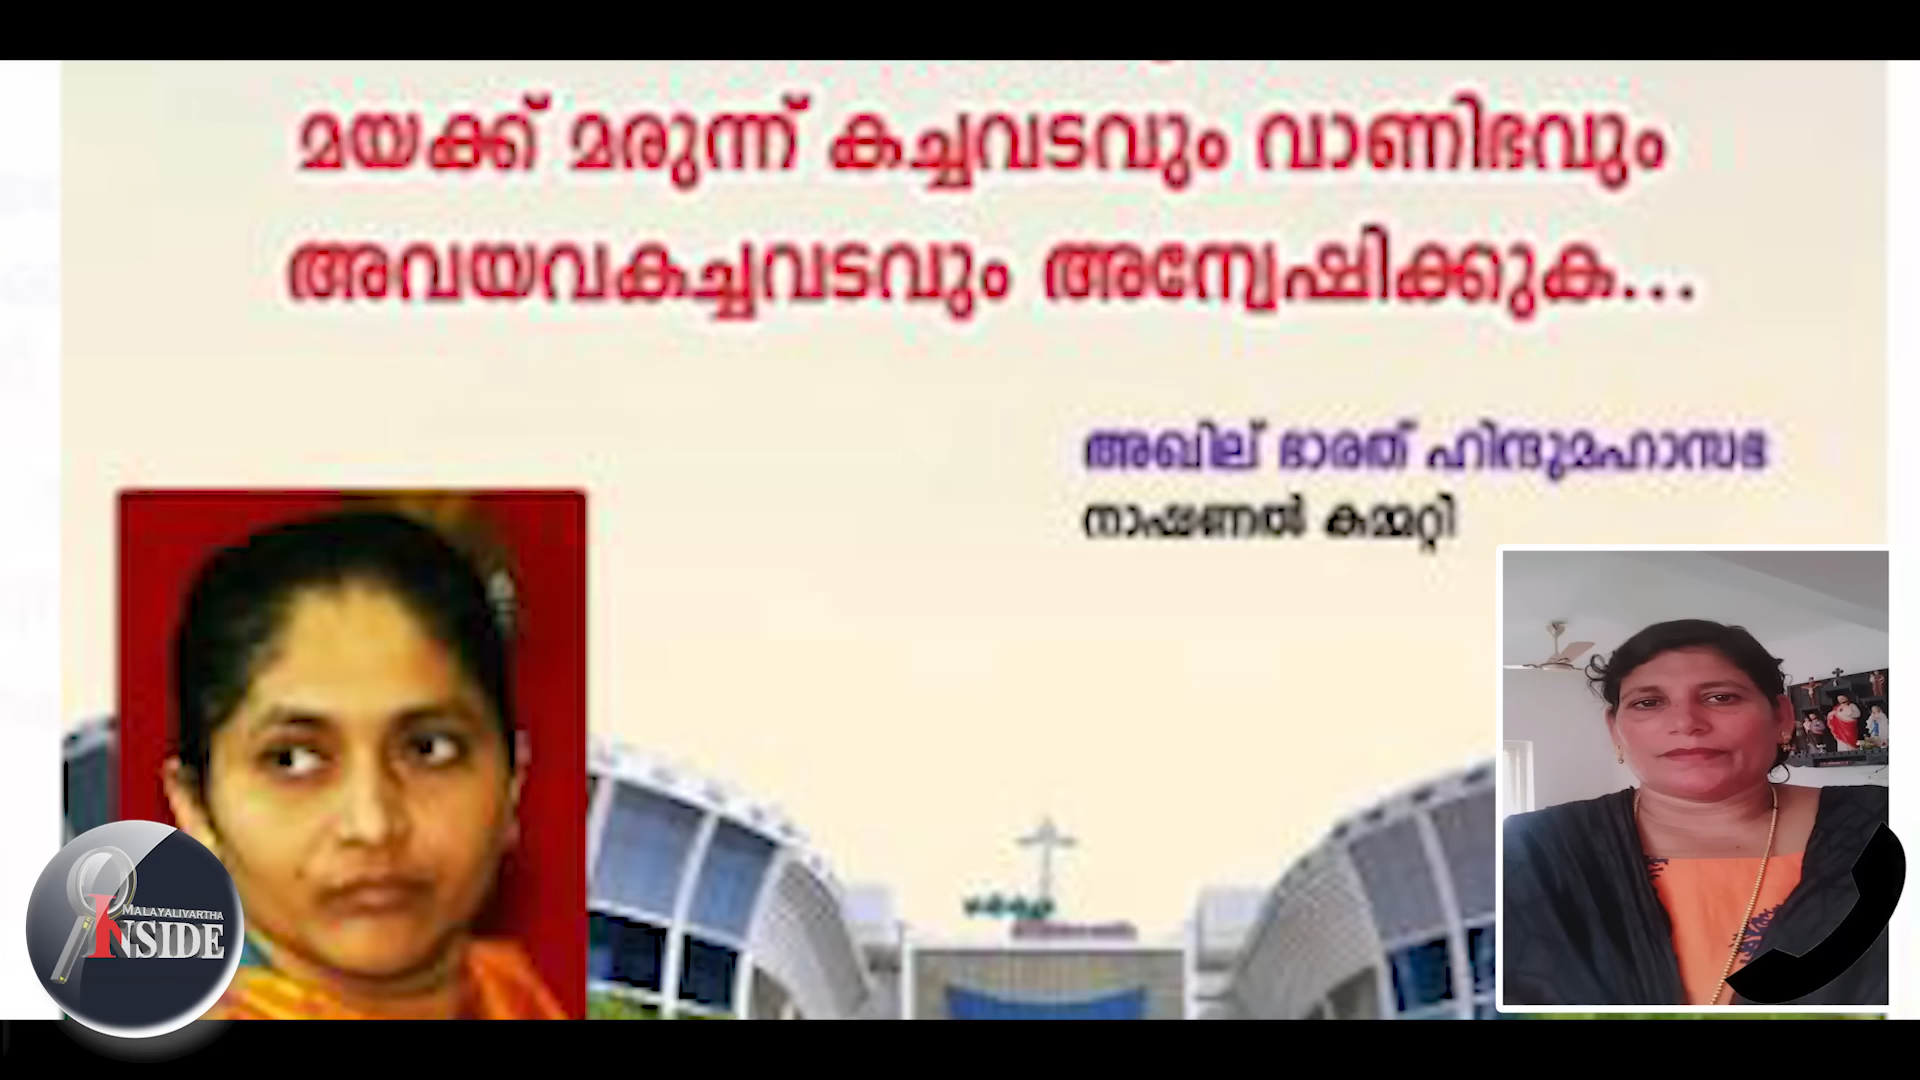 മയക്ക് മരുന്ന് കച്ചവടവും വാണിഭവും
അവയവകച്ചവടവും അന്വേഷിക്കുക...
അഖില് ഭാരത് ഹിന്ദുമഹാസഭ
നാഷണൽ കമ്മറ്റി
MALAYALIVARTHA
INSIDE